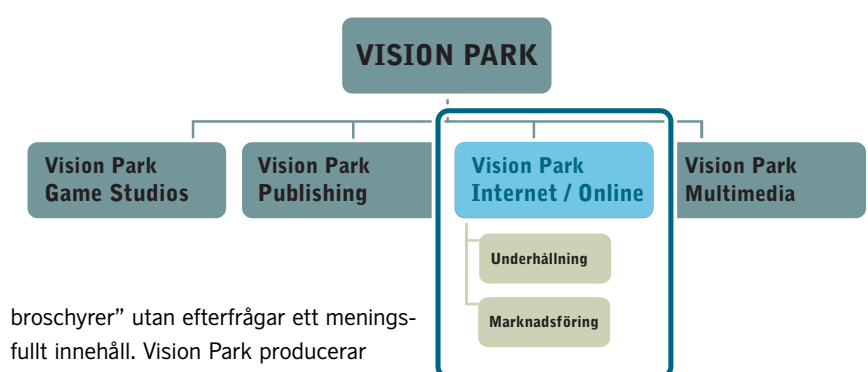 VISION PARK
Vision Park
Game Studios
Vision Park
Publishing
Vision Park
Internet / Online
Vision Park
Multimedia
Underhållning
Marknadsföring
broschyrer” utan efterfrågar ett menings-
fullt innehåll. Vision Park producerar